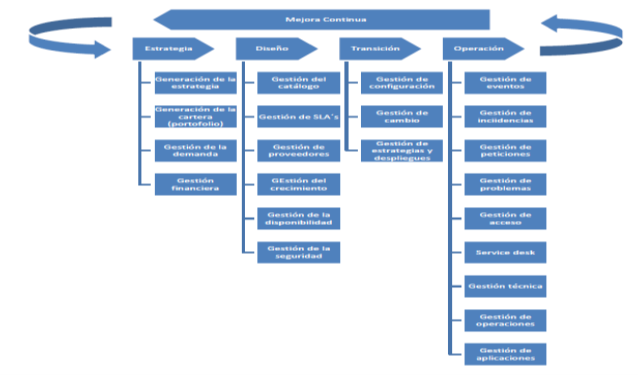 Mejora Continua
Estrategia
Diseño
Transición
Operación
Generación de la
estrategia
Generación de la
cartera
(portofolio)
Gestión de la
demanda
Gestión
financiera
Gestión del
catálogo
Gestión de SLA´s
Gestión de
proveedores
GEstión del
crecimiento
Gestión de la
disponibilidad
Gestión de la
seguridad
Gestión de
configuración
Gestión de
cambio
Gestión de
estrategias y
despliegues
Gestión de
eventos
Gestión de
inciidencias
Gestión de
peticiones
Gestión de
problemas
Gestión de
acceso
Service desk
Gestión técnica
Gestión de
operaciones
Gestión de
aplicaciones